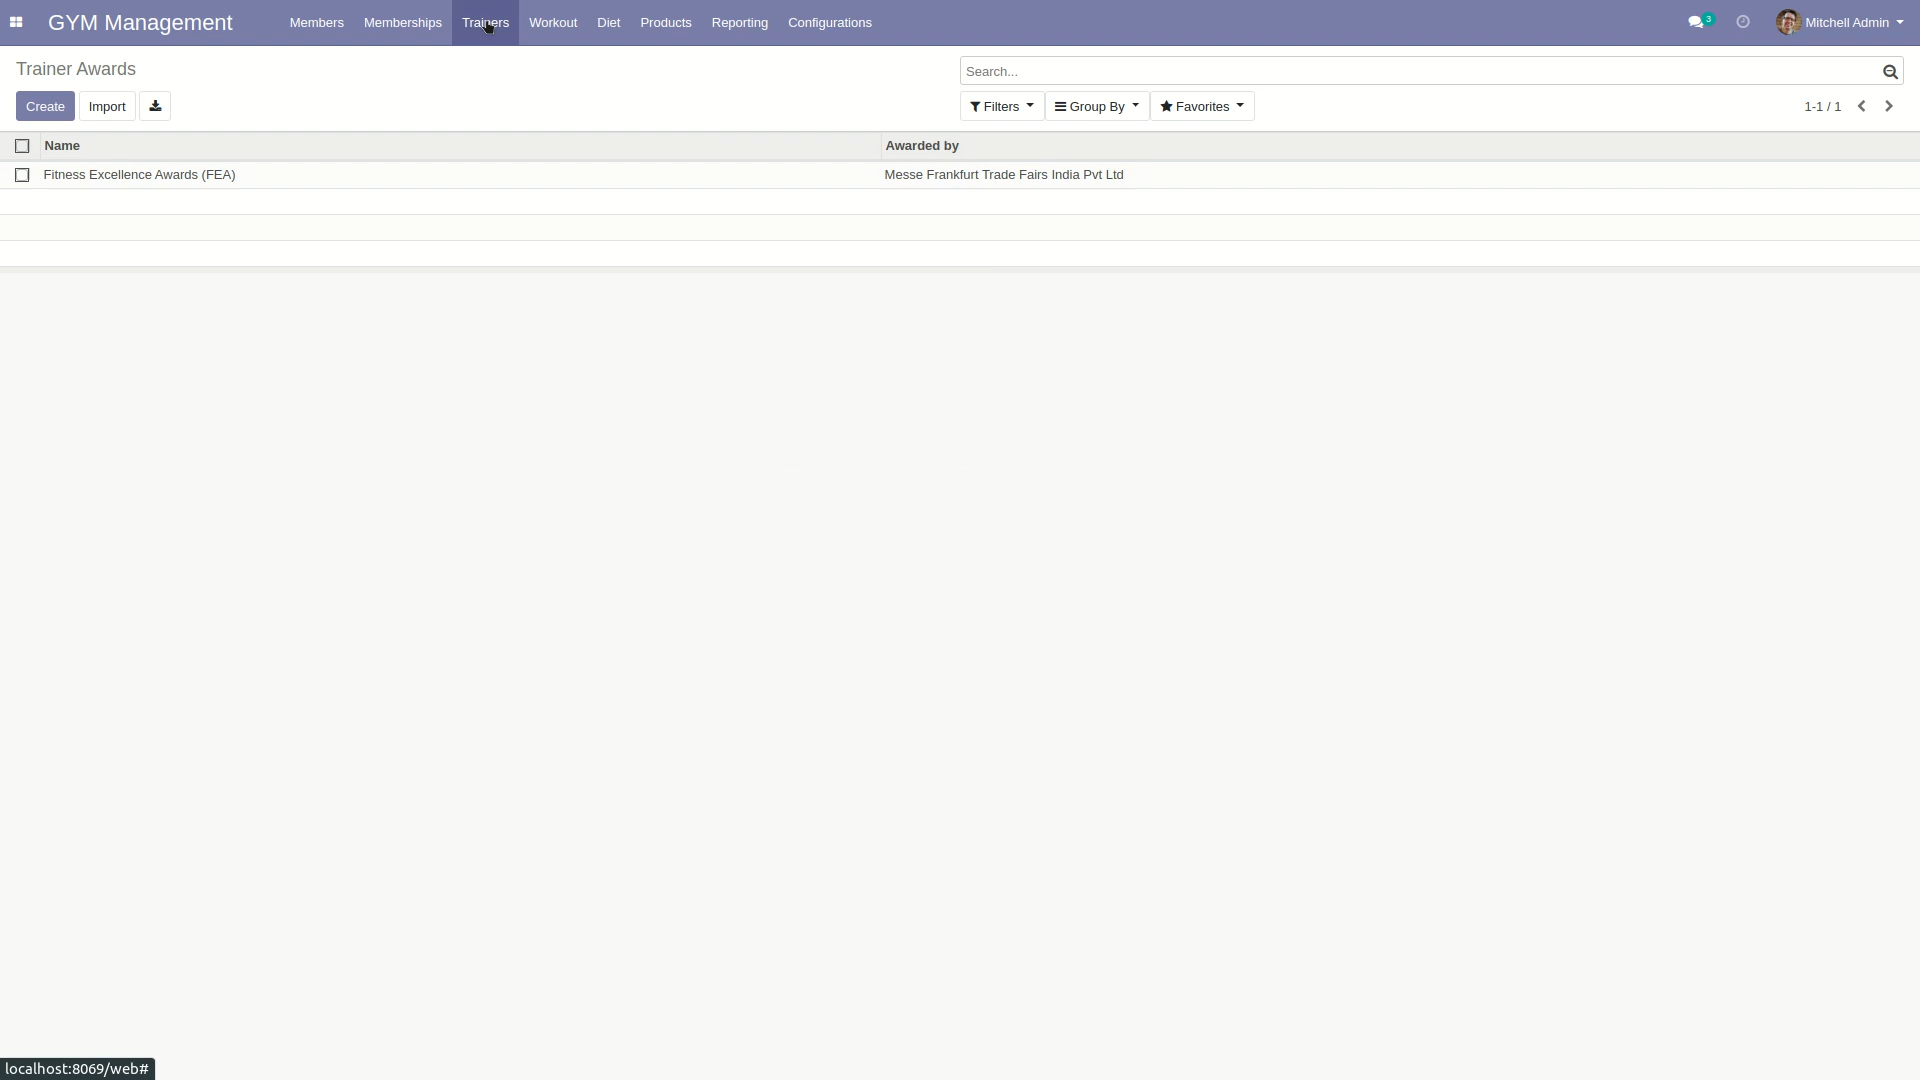 GYM Management Members Memberships Trainers Workout Diet Products Reporting Configurations 3 Mitchell Admin
Trainer Awards
Search...
Create Import Filters Group By Favorites 1-1 / 1
Name Awarded by
Fitness Excellence Awards (FEA) Messe Frankfurt Trade Fairs India Pvt Ltd
localhost:8069/web#